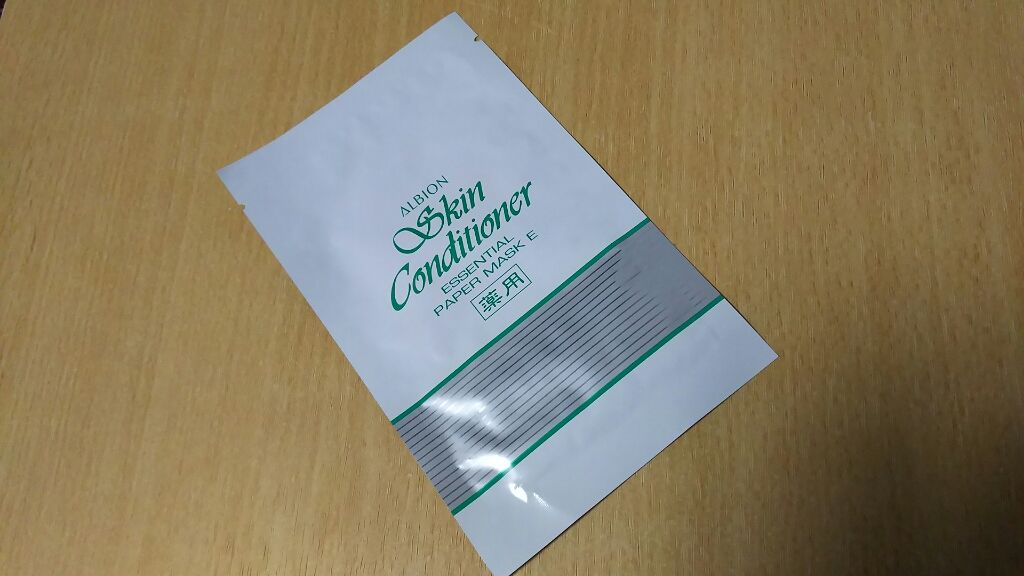 ALBION
Skin
Conditioner
ESSENTIAL
PAPER MASK E
薬用